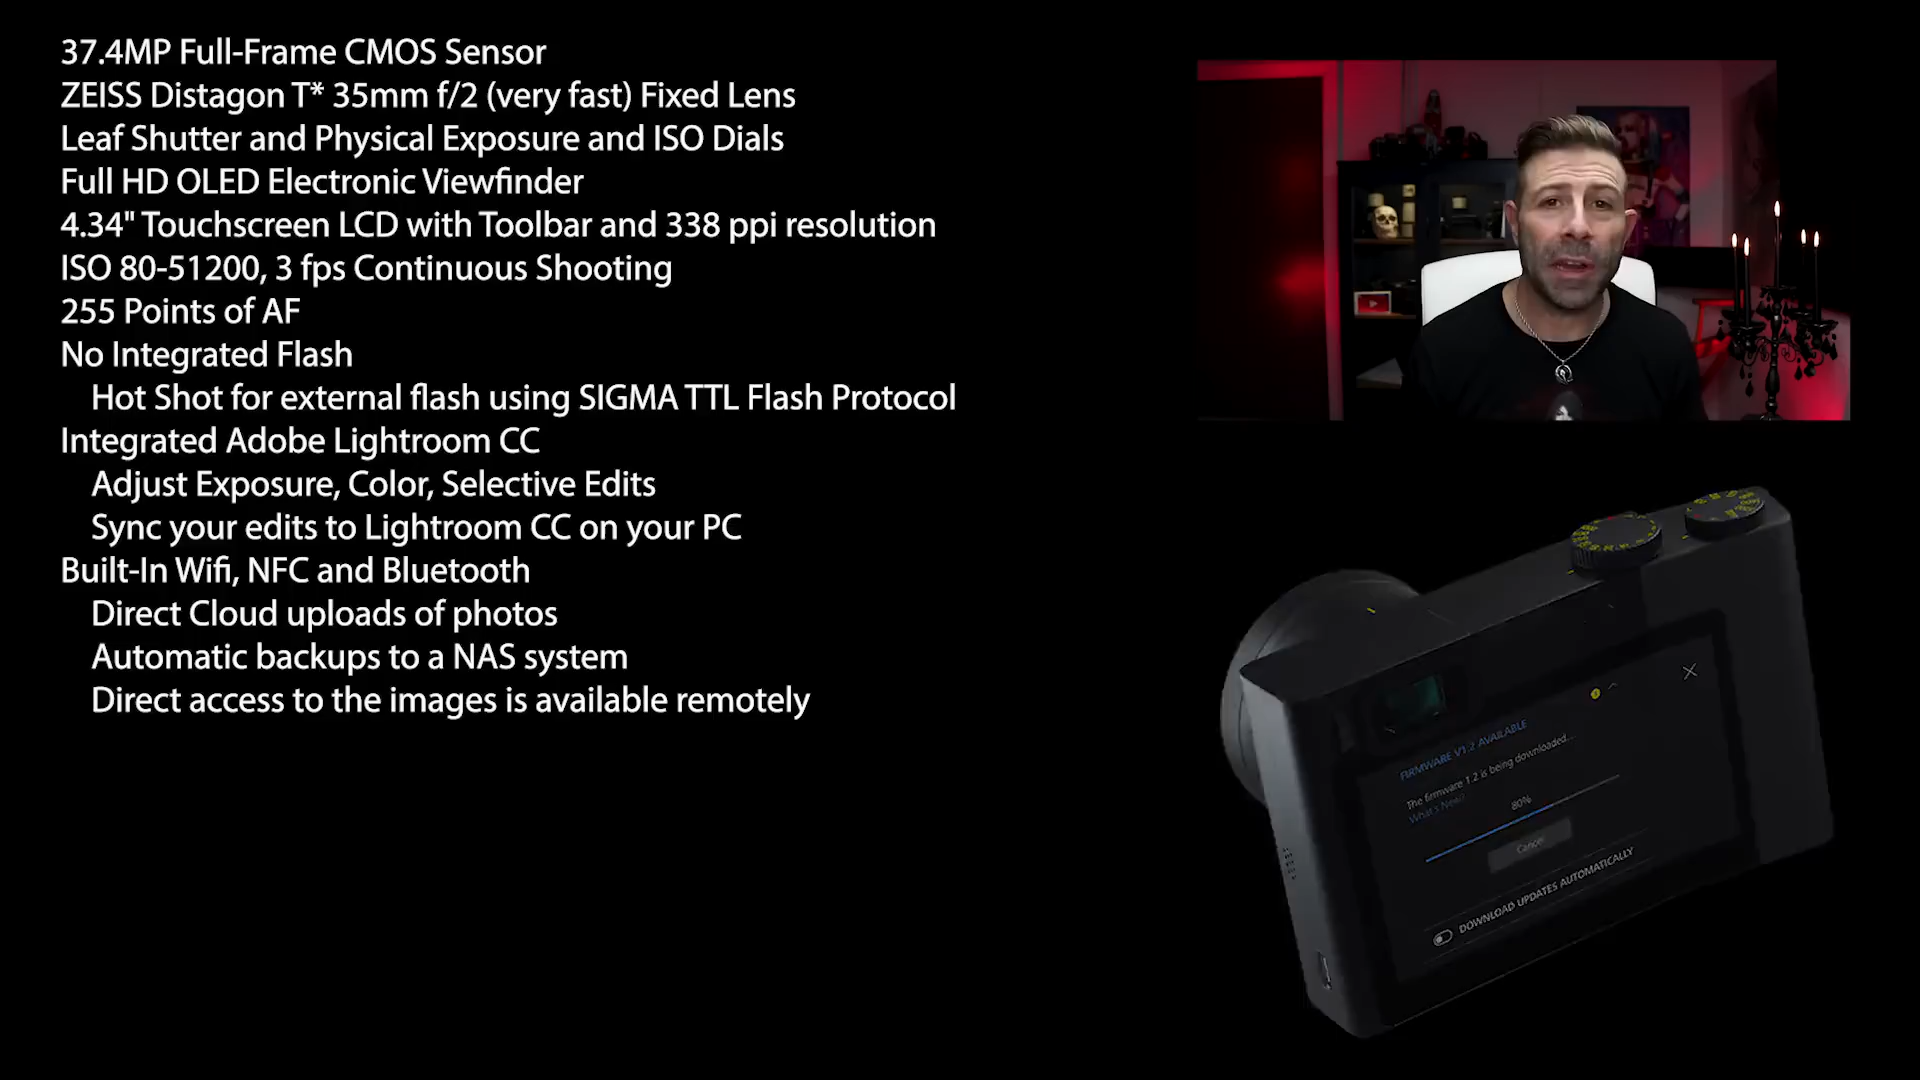 37.4MP Full-Frame CMOS Sensor
ZEISS Distagon T* 35mm f/2 (very fast) Fixed Lens
Leaf Shutter and Physical Exposure and ISO Dials
Full HD OLED Electronic Viewfinder
4.34" Touchscreen LCD with Toolbar and 338 ppi resolution
ISO 80-51200, 3 fps Continuous Shooting
255 Points of AF
No Integrated Flash
Hot Shot for external flash using SIGMA TTL Flash Protocol
Integrated Adobe Lightroom CC
Adjust Exposure, Color, Selective Edits
Sync your edits to Lightroom CC on your PC
Built-In Wifi, NFC and Bluetooth
Direct Cloud uploads of photos
Automatic backups to a NAS system
Direct access to the images is available remotely
FIRMWARE V1.2 AVAILABLE
The firmware 1.2 is being downloaded...
What's New?
80%
Cancel
DOWNLOAD UPDATES AUTOMATICALLY